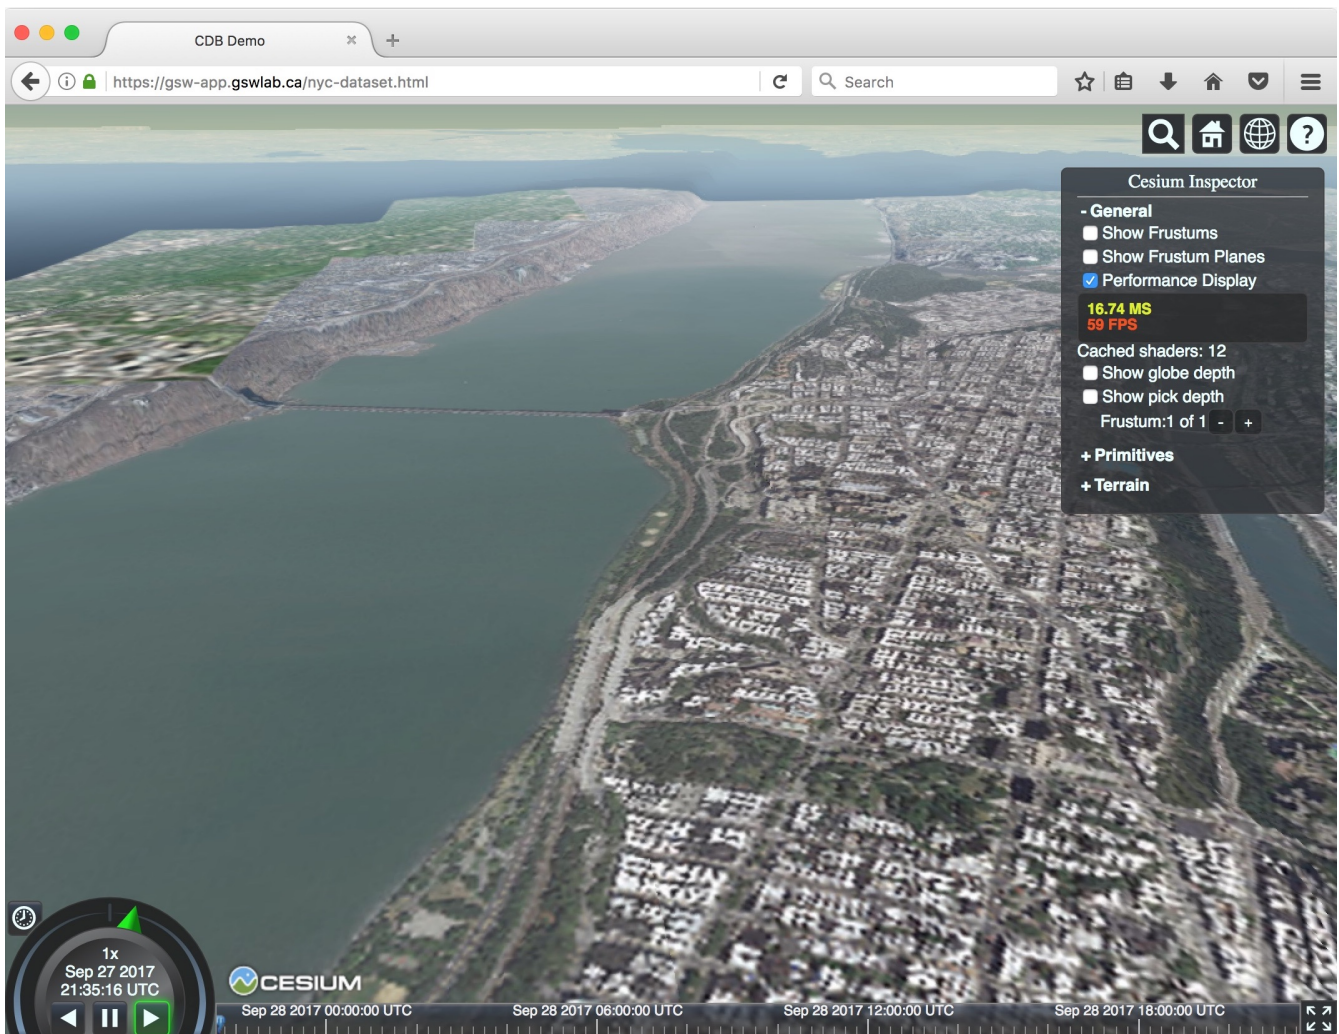 CDB Demo
https://gsw-app.gswlab.ca/nyc-dataset.html
Search
Cesium Inspector
- General
Show Frustums
Show Frustum Planes
Performance Display
16.74 MS
59 FPS
Cached shaders: 12
Show globe depth
Show pick depth
Frustum:1 of 1 - +
+ Primitives
+ Terrain
1x
Sep 27 2017
21:35:16 UTC
CESIUM
Sep 28 2017 00:00:00 UTC Sep 28 2017 06:00:00 UTC Sep 28 2017 12:00:00 UTC Sep 28 2017 18:00:00 UTC